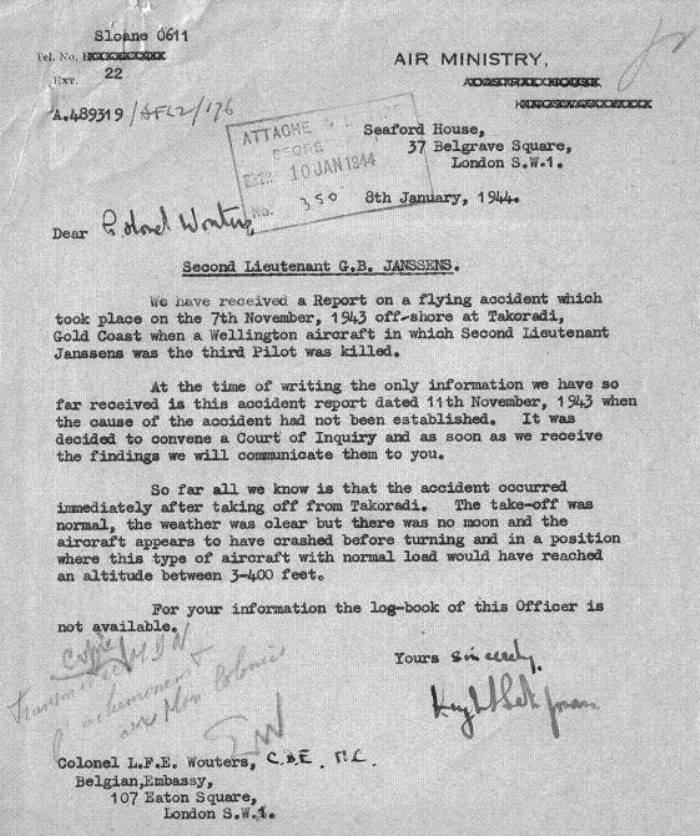 Sloane 0611
Tel. No.
Ext. 22
AIR MINISTRY,
A.489319/AFL2/176
ATTACHE
SECRE
10 JAN 1944
No. 350
Seaford House,
37 Belgrave Square,
London S.W.1.
8th January, 1944.
Dear Colonel Wouters,
Second Lieutenant G.B. JANSSENS.
We have received a Report on a flying accident which
took place on the 7th November, 1943 off-shore at Takoradi,
Gold Coast when a Wellington aircraft in which Second Lieutenant
Janssens was the third Pilot was killed.
At the time of writing the only information we have so
far received is this accident report dated 11th November, 1943 when
the cause of the accident had not been established. It was
decided to convene a Court of Inquiry and as soon as we receive
the findings we will communicate them to you.
So far all we know is that the accident occurred
immediately after taking off from Takoradi. The take-off was
normal, the weather was clear but there was no moon and the
aircraft appears to have crashed before turning and in a position
where this type of aircraft with normal load would have reached
an altitude between 3-400 feet.
For your information the log-book of this Officer is
not available.
Yours sincerely,
Colonel L.F.E. Wouters, C.B.E. M.C.
Belgian,Embassy,
107 Eaton Square,
London S.W.1.